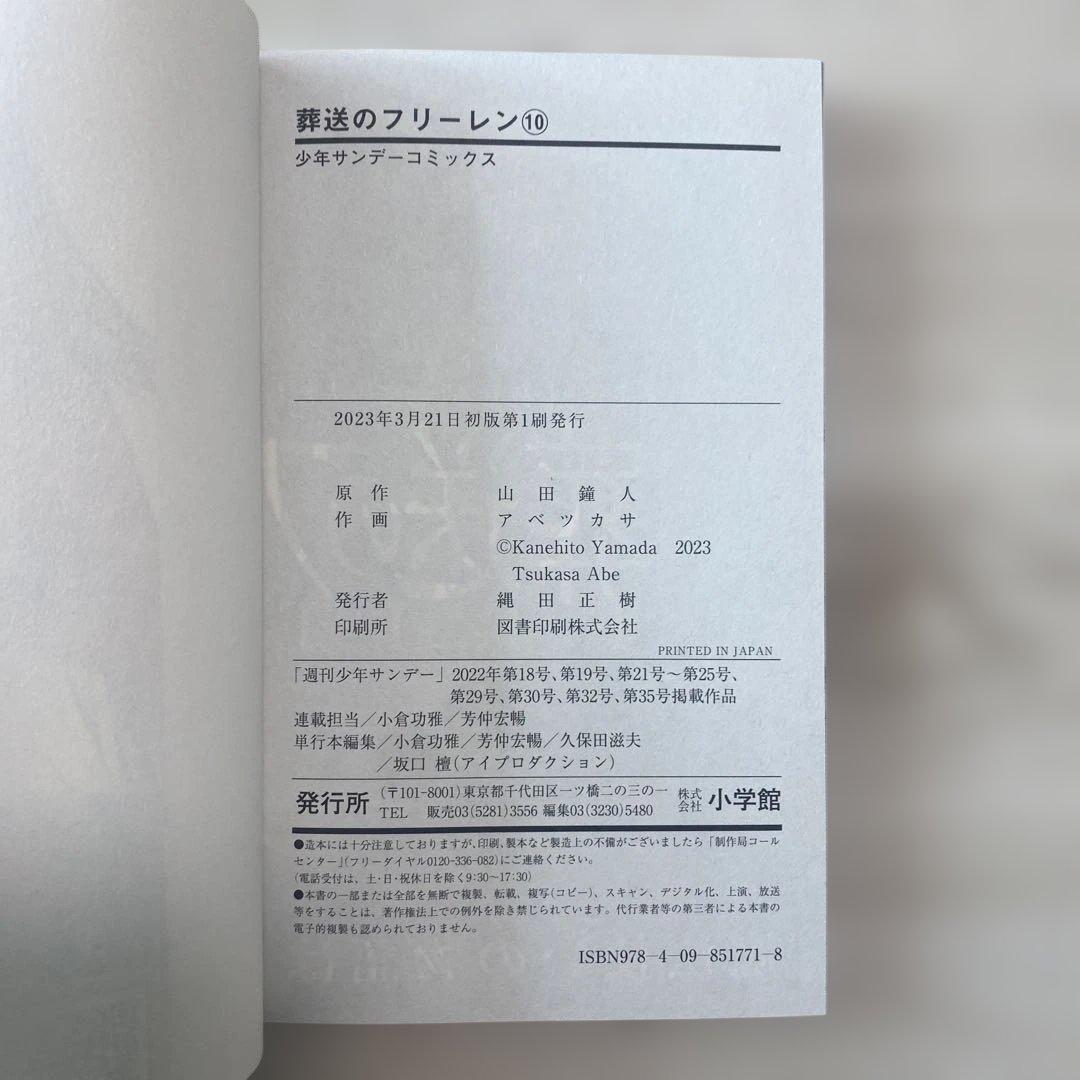 葬送のフリーレン⑩
少年サンデーコミックス
2023年3月21日初版第1刷発行
原作 山田鐘人
作画 アベツカサ
©Kanehito Yamada 2023
Tsukasa Abe
発行者 縄田正樹
印刷所 図書印刷株式会社
PRINTED IN JAPAN
「週刊少年サンデー」2022年第18号、第19号、第21号〜第25号、
第29号、第30号、第32号、第35号掲載作品
連載担当／小倉功雅／芳仲宏暢
単行本編集／小倉功雅／芳仲宏暢／久保田滋夫
／坂口 檀(アイプロダクション)
発行所 (〒101-8001)東京都千代田区一ツ橋二の三の一 株式会社 小学館
TEL 販売03(5281)3556 編集03(3230)5480
●造本には十分注意しておりますが、印刷、製本など製造上の不備がございましたら「制作局コール
センター」(フリーダイヤル0120-336-082)にご連絡ください。
(電話受付は、土・日・祝休日を除く9:30〜17:30)
●本書の一部または全部を無断で複製、転載、複写(コピー)、スキャン、デジタル化、上演、放送
等をすることは、著作権法上での例外を除き禁じられています。代行業者等の第三者による本書の
電子的複製も認められておりません。
ISBN978-4-09-851771-8